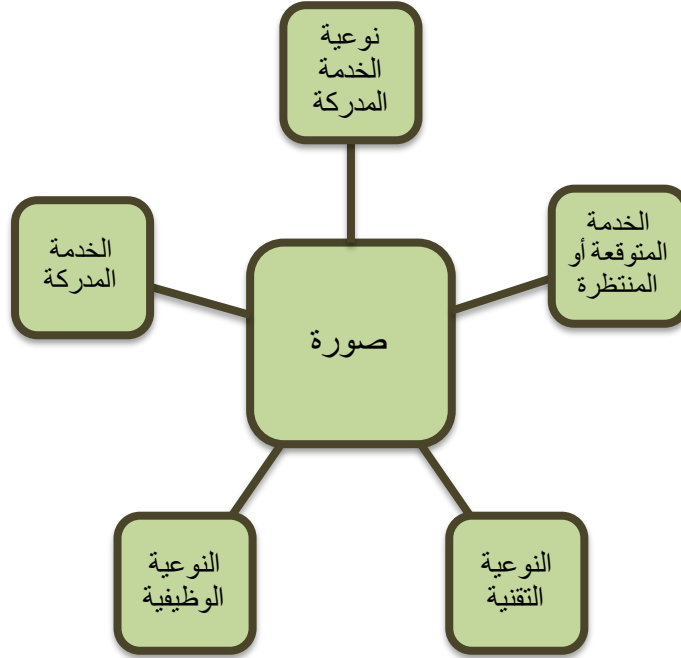 نوعية
الخدمة
المدركة
الخدمة
المتوقعة أو
المنتظرة
الخدمة
المدركة
صورة
النوعية
التقنية
النوعية
الوظيفية